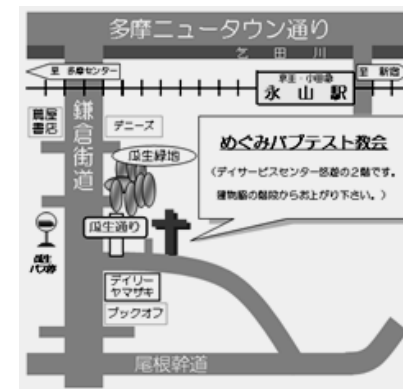 多摩ニュータウン通り
乞田川
至 多摩センター
京王・小田急
永山駅
至 新宿
蔦屋
書店
鎌倉街道
デニーズ
瓜生緑地
めぐみバプテスト教会
(デイサービスセンター悠遊の2階です。
建物脇の階段からお上がり下さい。)
瓜生通り
瓜生
バス停
デイリー
ヤマザキ
ブックオフ
尾根幹道